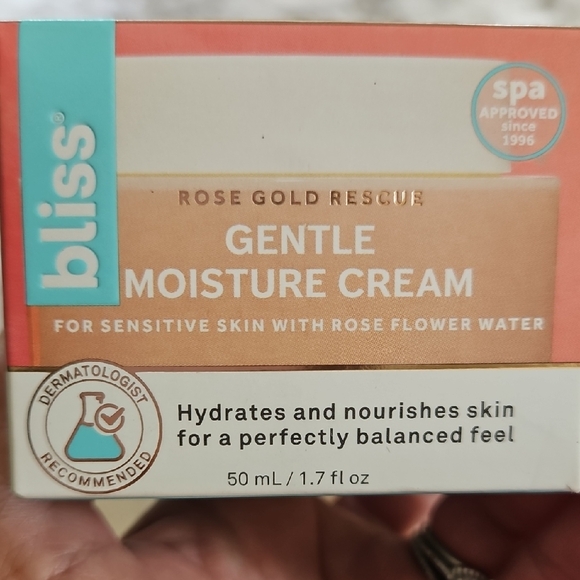 bliss®
spa
APPROVED
since
1996
ROSE GOLD RESCUE
GENTLE
MOISTURE CREAM
FOR SENSITIVE SKIN WITH ROSE FLOWER WATER
DERMATOLOGIST
RECOMMENDED
Hydrates and nourishes skin
for a perfectly balanced feel
50 mL / 1.7 fl oz